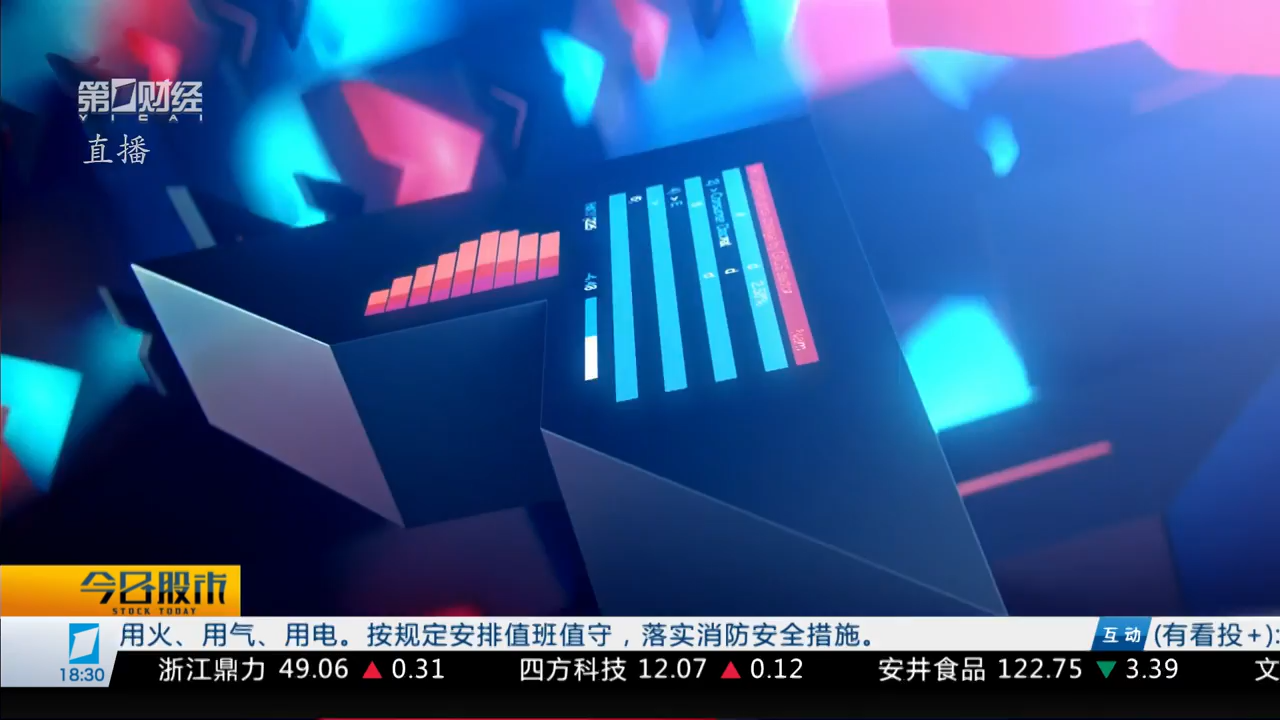 第一财经
YICAI
直播
今日股市
STOCK TODAY
用火、用气、用电。按规定安排值班值守，落实消防安全措施。
互动
(有看投+):
18:30
浙江鼎力 49.06 ▲ 0.31
四方科技 12.07 ▲ 0.12
安井食品 122.75 ▼ 3.39
文